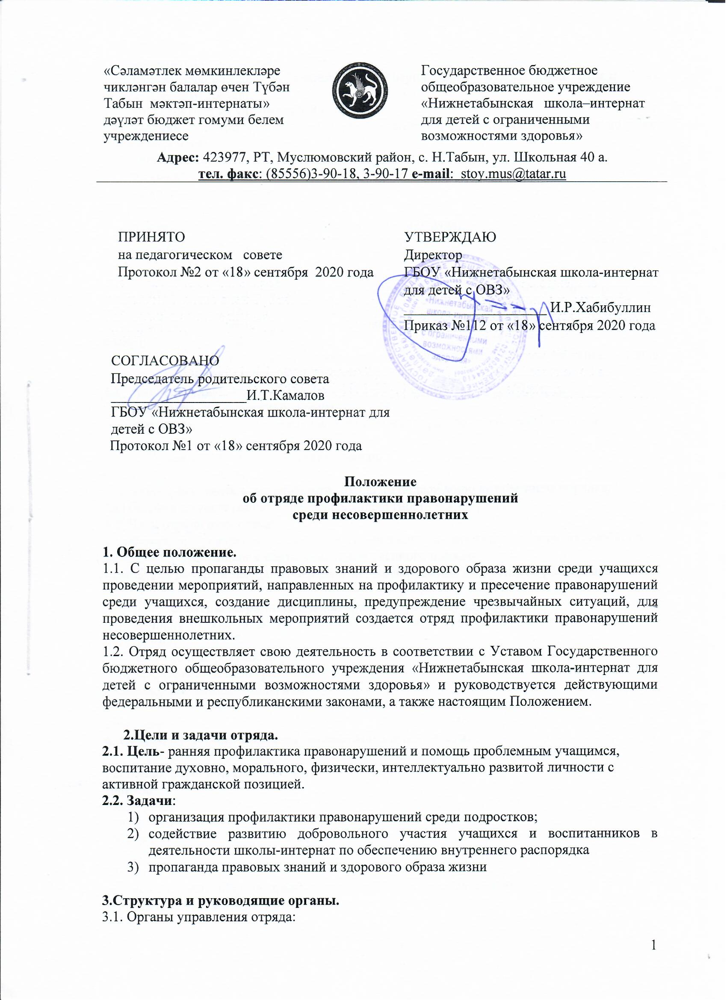 «Сәламәтлек мөмкинлекләре
чикләнгән балалар өчен Түбән
Табын мәктәп-интернаты»
дәүләт бюджет гомуми белем
учреждениесе
Государственное бюджетное
общеобразовательное учреждение
«Нижнетабынская школа–интернат
для детей с ограниченными
возможностями здоровья»
Адрес: 423977, РТ, Муслюмовский район, с. Н.Табын, ул. Школьная 40 а.
тел. факс: (85556)3-90-18, 3-90-17 e-mail: stoy.mus@tatar.ru
ПРИНЯТО
на педагогическом совете
Протокол №2 от «18» сентября 2020 года
УТВЕРЖДАЮ
Директор
ГБОУ «Нижнетабынская школа-интернат
для детей с ОВЗ»
И.Р.Хабибуллин
Приказ №112 от «18» сентября 2020 года
«Нижнетабынская
школа-интернат
для детей
с ограниченными
возможностями
здоровья»
СОГЛАСОВАНО
Председатель родительского совета
И.Т.Камалов
ГБОУ «Нижнетабынская школа-интернат для
детей с ОВЗ»
Протокол №1 от «18» сентября 2020 года
Положение
об отряде профилактики правонарушений
среди несовершеннолетних
1. Общее положение.
1.1. С целью пропаганды правовых знаний и здорового образа жизни среди учащихся
проведении мероприятий, направленных на профилактику и пресечение правонарушений
среди учащихся, создание дисциплины, предупреждение чрезвычайных ситуаций, для
проведения внешкольных мероприятий создается отряд профилактики правонарушений
несовершеннолетних.
1.2. Отряд осуществляет свою деятельность в соответствии с Уставом Государственного
бюджетного общеобразовательного учреждения «Нижнетабынская школа-интернат для
детей с ограниченными возможностями здоровья» и руководствуется действующими
федеральными и республиканскими законами, а также настоящим Положением.
2.Цели и задачи отряда.
2.1. Цель- ранняя профилактика правонарушений и помощь проблемным учащимся,
воспитание духовно, морального, физически, интеллектуально развитой личности с
активной гражданской позицией.
2.2. Задачи:
1) организация профилактики правонарушений среди подростков;
2) содействие развитию добровольного участия учащихся и воспитанников в
деятельности школы-интернат по обеспечению внутреннего распорядка
3) пропаганда правовых знаний и здорового образа жизни
3.Структура и руководящие органы.
3.1. Органы управления отряда:
1